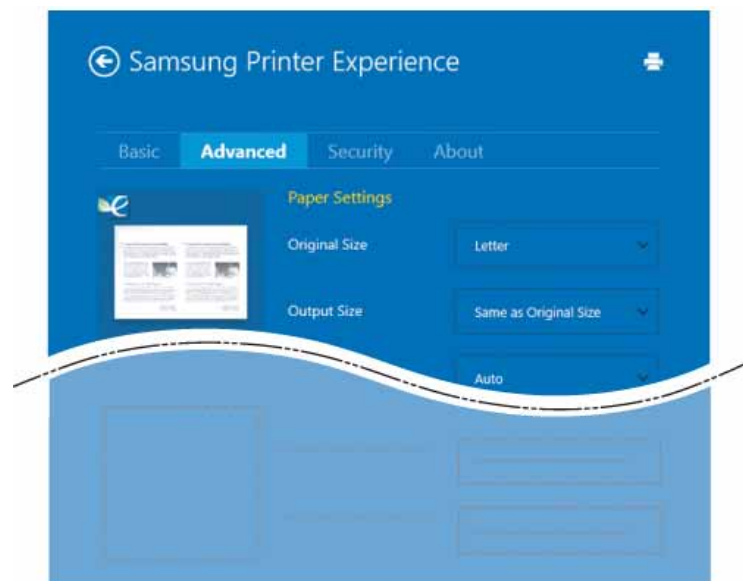 Samsung Printer Experience
Basic Advanced Security About
Paper Settings
Original Size Letter
Output Size Same as Original Size
Auto